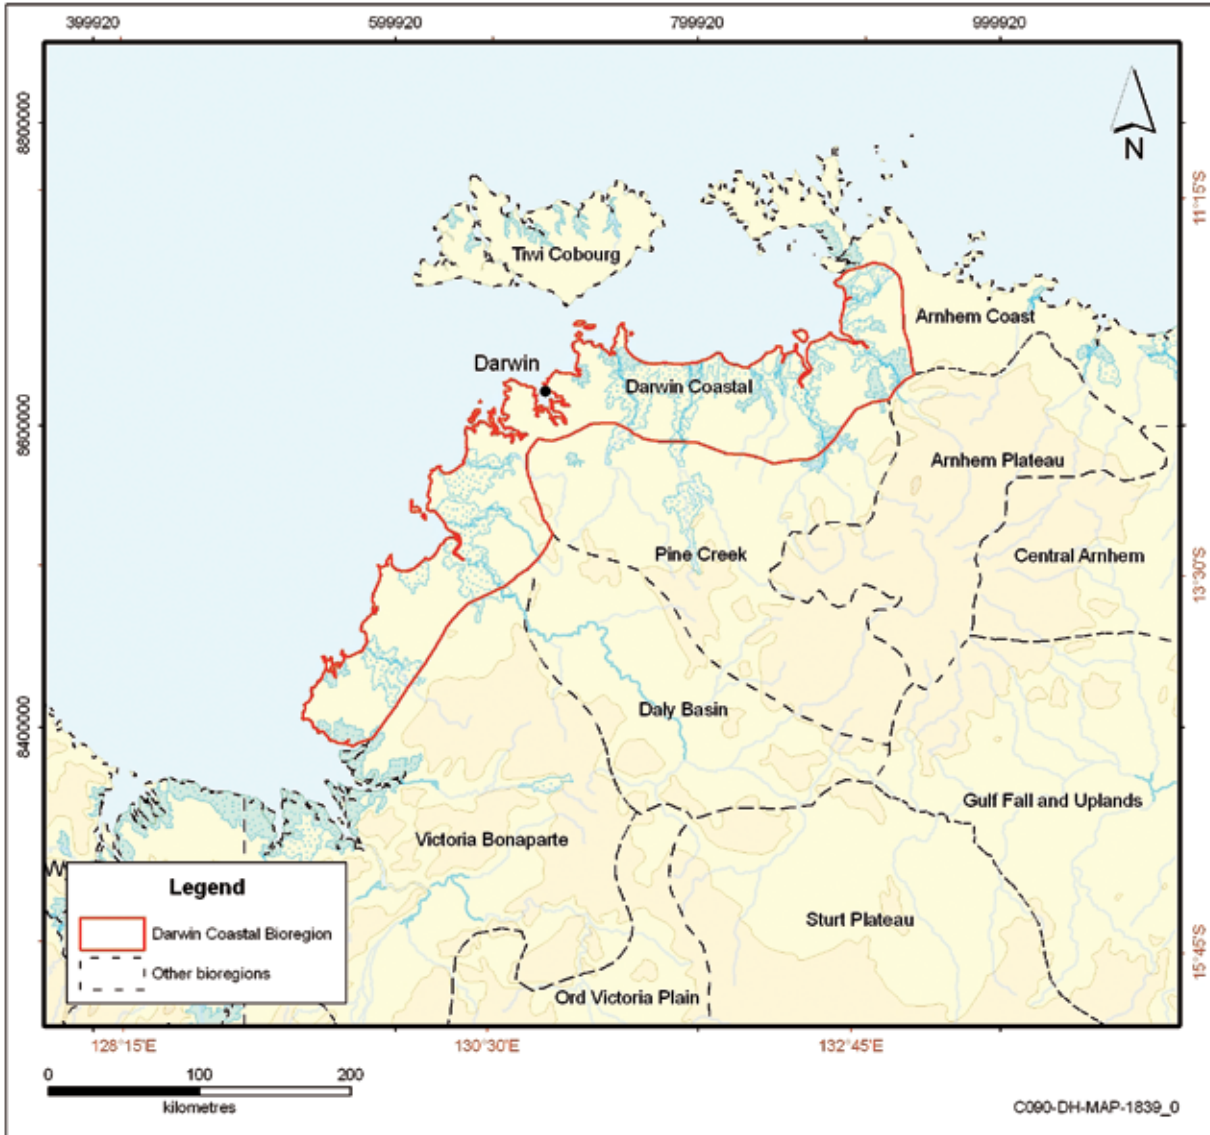 399920
599920
799920
999920
8800000
8600000
8400000
N
11°15'S
13°30'S
15°45'S
Tiwi Cobourg
Arnhem Coast
Darwin
Darwin Coastal
Arnhem Plateau
Pine Creek
Central Arnhem
Daly Basin
Gulf Fall and Uplands
Victoria Bonaparte
Sturt Plateau
Ord Victoria Plain
Legend
Darwin Coastal Bioregion
Other bioregions
128°15'E
130°30'E
132°45'E
0
100
200
kilometres
C090-DH-MAP-1839_0